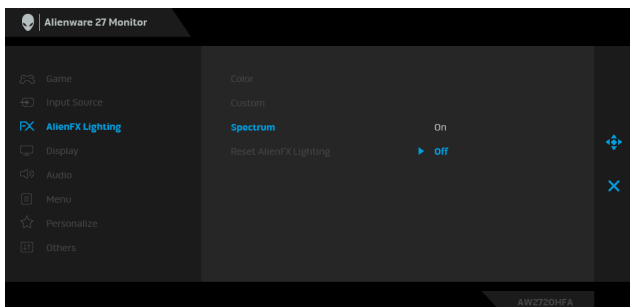 Alienware 27 Monitor
Game
Input Source
FX AlienFX Lighting
Display
Audio
Menu
Personalize
Others
Color
Custom
Spectrum On
Reset AlienFX Lighting Off
AW2720HFA